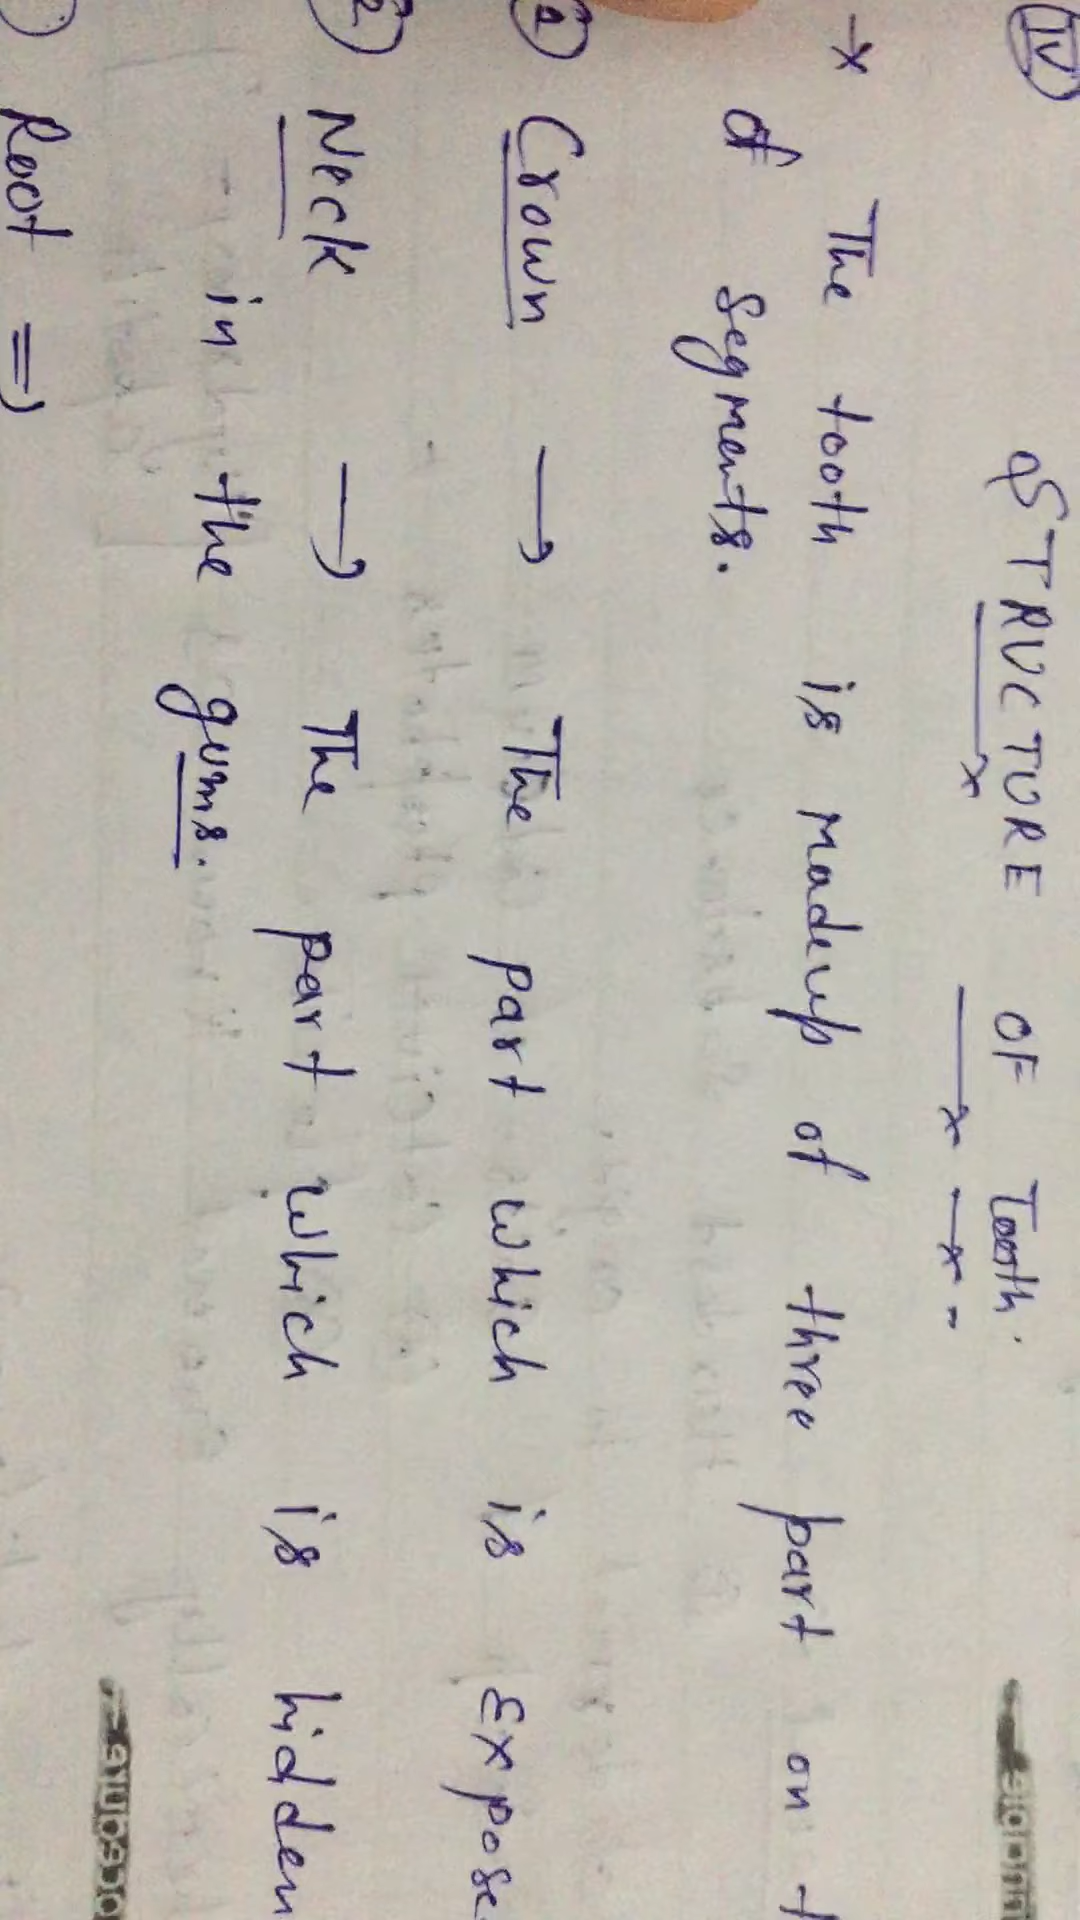 IV STRUCTURE OF Tooth.
→ The tooth is madeup of three part on
of segments.
1 Crown → The part which is Expose
2 Neck → The part which is hidden
in the gums.
Root ⇒